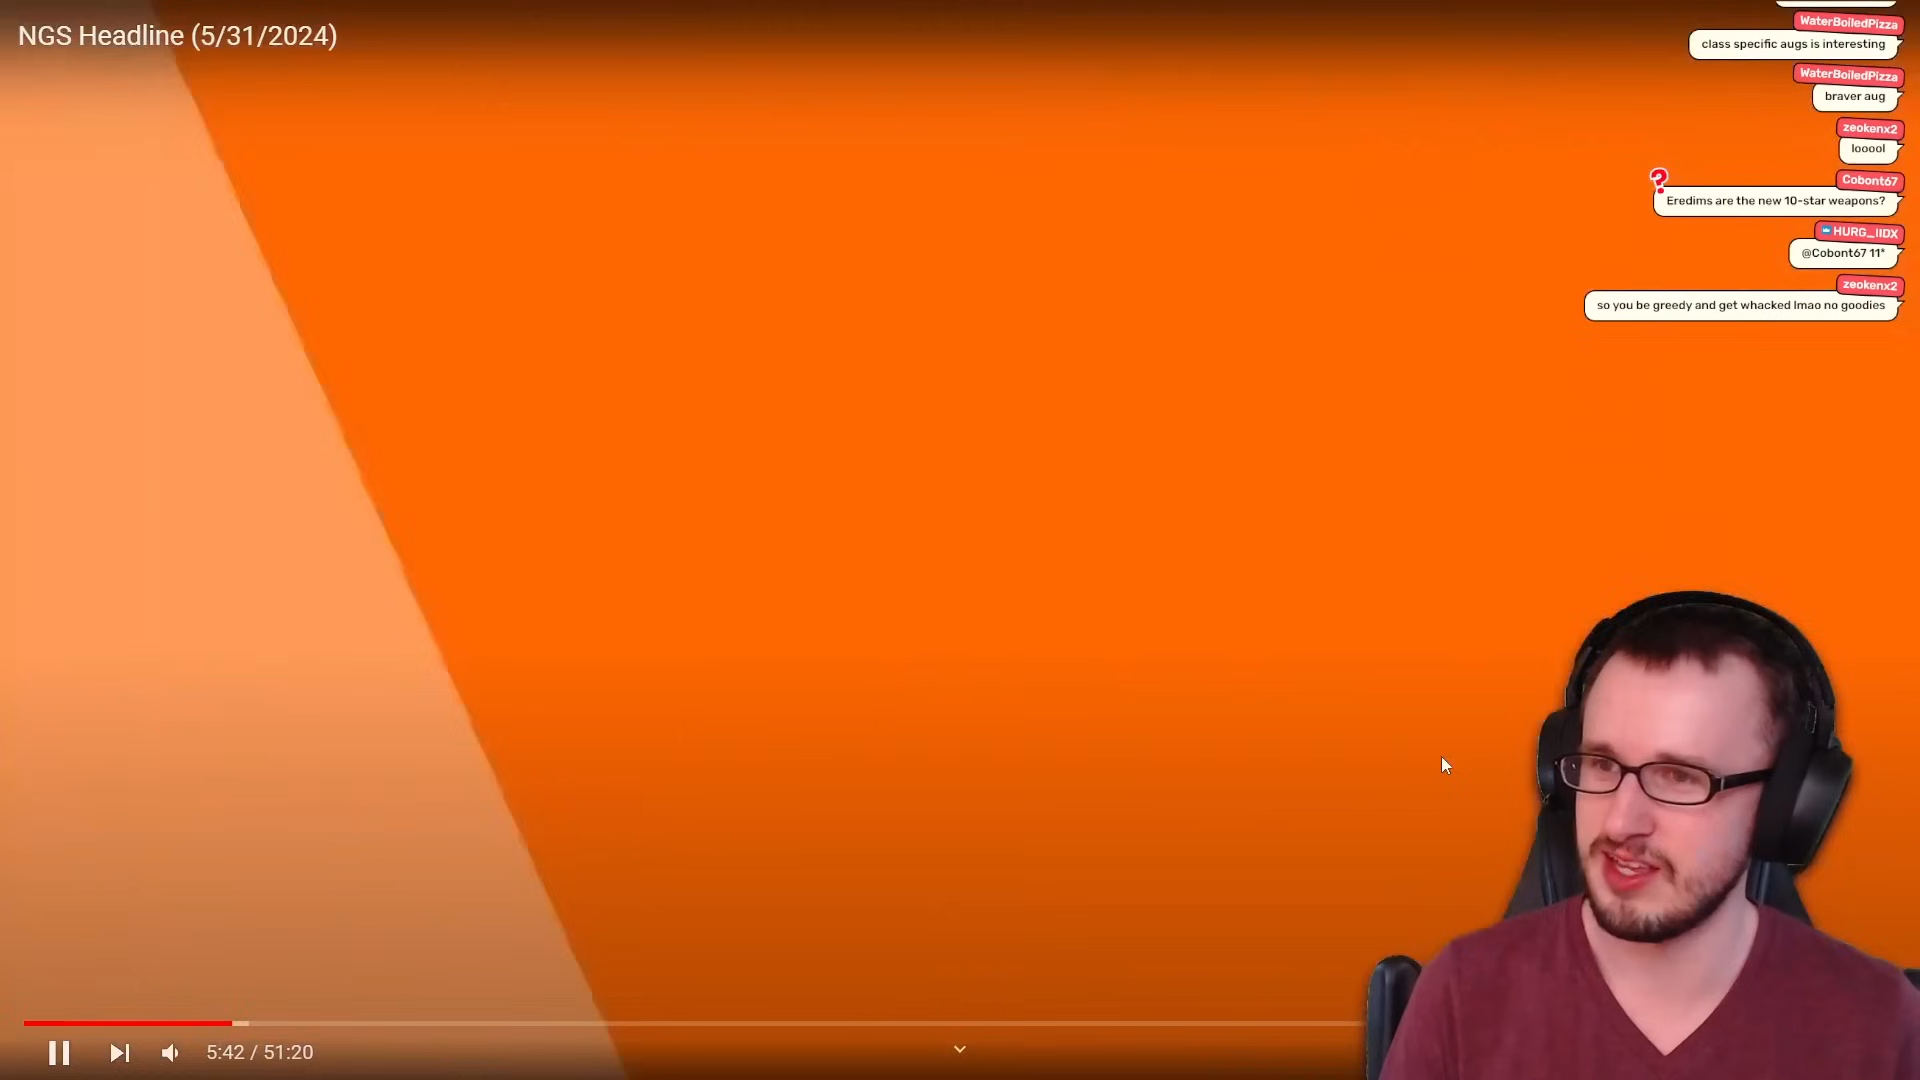 NGS Headline (5/31/2024)
WaterBoiledPizza
class specific augs is interesting
WaterBoiledPizza
braver aug
zeokenx2
looool
Cobont67
?
Eredims are the new 10-star weapons?
HURG_IIDX
@Cobont67 11*
zeokenx2
so you be greedy and get whacked lmao no goodies
5:42 / 51:20